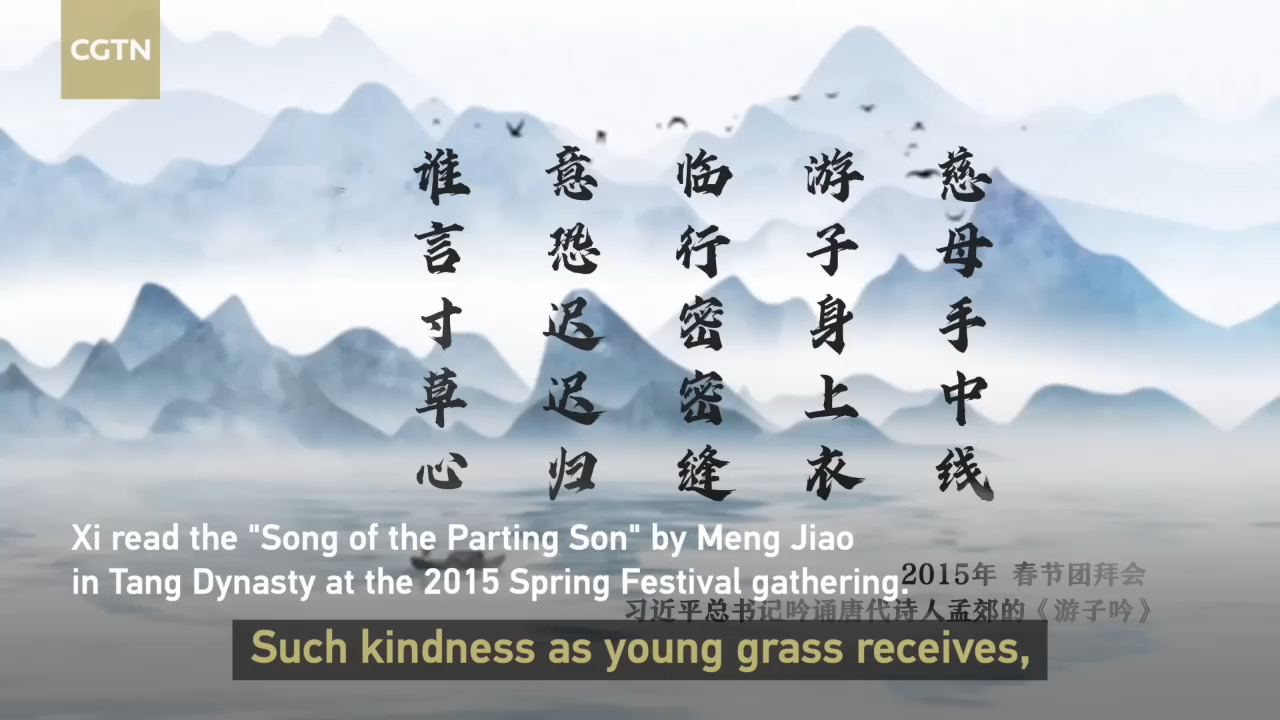 CGTN
慈母手中线
游子身上衣
临行密密缝
意恐迟迟归
谁言寸草心
Xi read the "Song of the Parting Son" by Meng Jiao
in Tang Dynasty at the 2015 Spring Festival gathering.
2015年 春节团拜会
习近平总书记吟诵唐代诗人孟郊的《游子吟》
Such kindness as young grass receives,